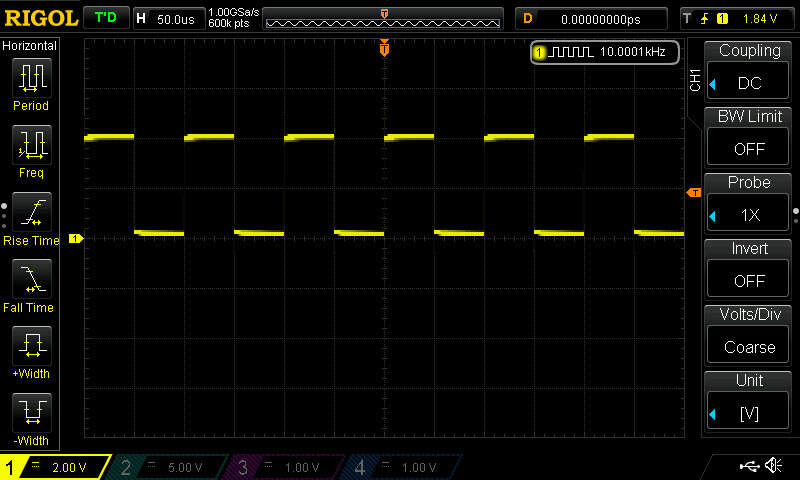 RIGOL T'D H 50.0us 1.00GSa/s 600k pts T D 0.00000000ps T 1 1.84 V
Horizontal
Period
Freq
Rise Time
Fall Time
+Width
-Width
T
1 10.0001kHz
T
1
CH1
Coupling
DC
BW Limit
OFF
Probe
1X
Invert
OFF
Volts/Div
Coarse
Unit
[V]
1 2.00 V 2 5.00 V 3 1.00 V 4 1.00 V